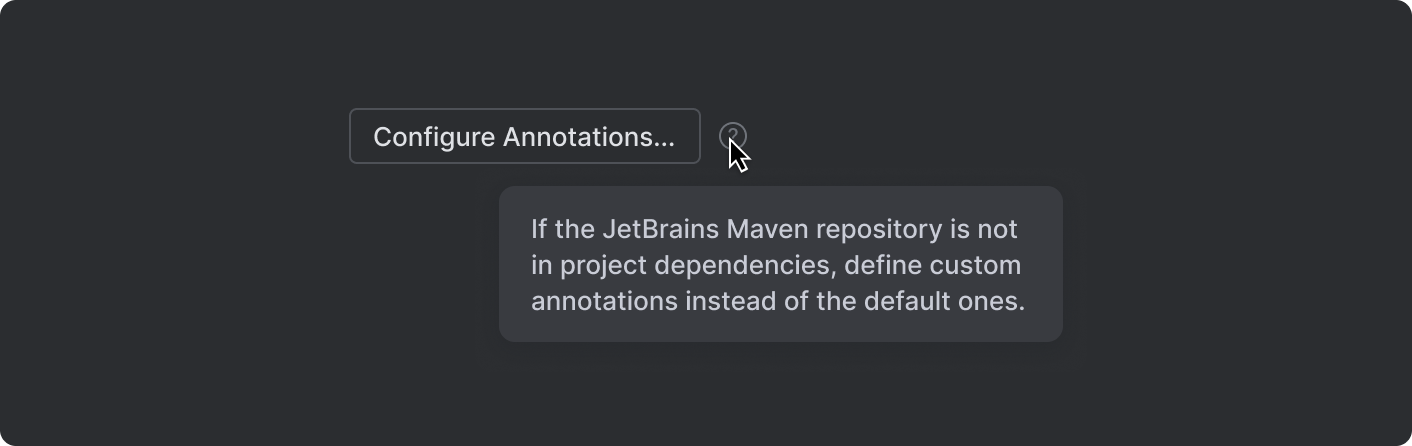 Configure Annotations...
?
If the JetBrains Maven repository is not
in project dependencies, define custom
annotations instead of the default ones.